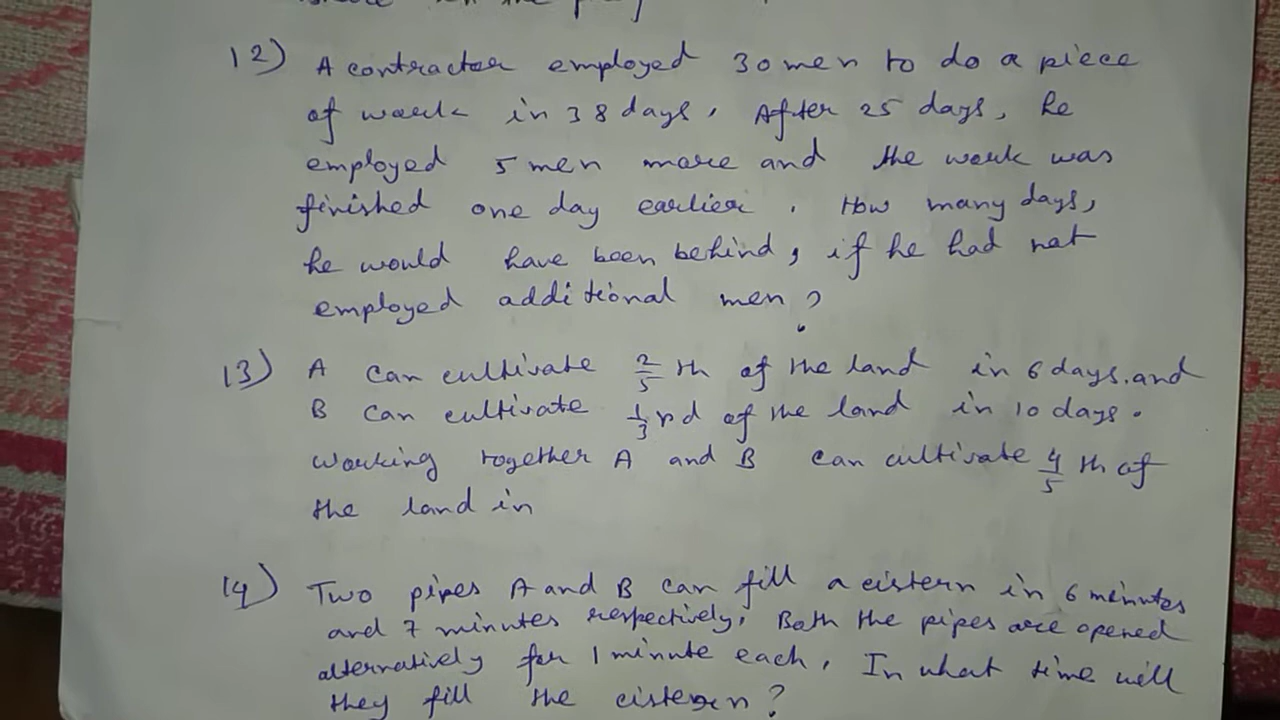 12) A contractor employed 30 men to do a piece
of work in 38 days. After 25 days, he
employed 5 men more and the work was
finished one day earlier. How many days,
he would have been behind, if he had not
employed additional men?
13) A can cultivate 2/5 th of the land in 6 days. and
B can cultivate 1/3 rd of the land in 10 days.
Working together A and B can cultivate 4/5 th of
the land in
14) Two pipes A and B can fill a cistern in 6 minutes
and 7 minutes respectively. Both the pipes are opened
alternatively for 1 minute each. In what time will
they fill the cistern?